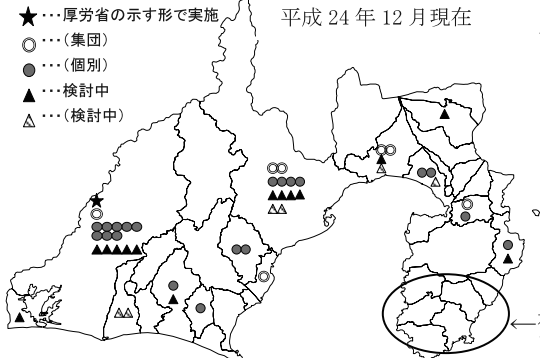 平成 24 年 12 月現在
★・・・厚労省の示す形で実施
◎・・・(集団)
●・・・(個別)
▲・・・検討中
△・・・(検討中)
←